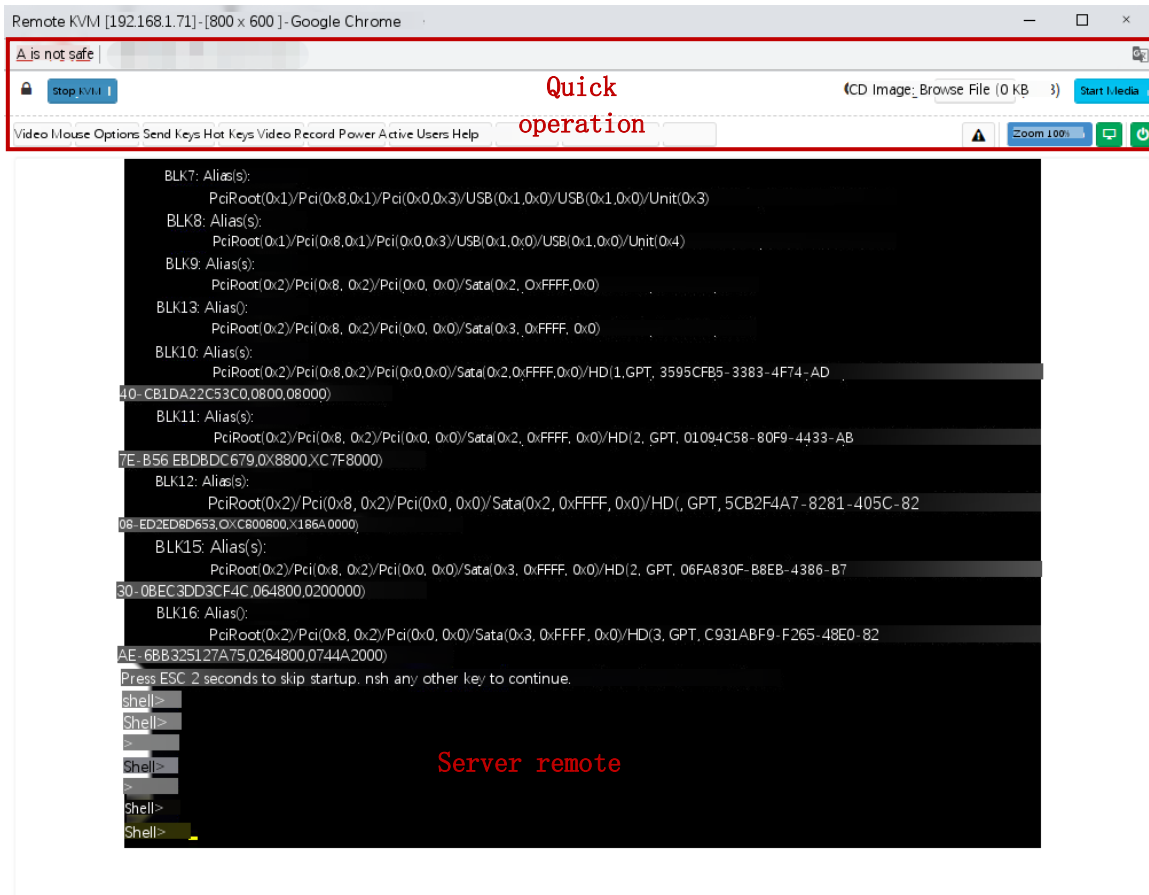 Remote KVM [192.168.1.71]-[800 x 600 ]-Google Chrome
A is not safe
Stop KVM
Quick
operation
CD Image: Browse File (0 KB
Start Media
Video Mouse Options Send Keys Hot Keys Video Record Power Active Users Help
Zoom 100%
BLK7: Alias(s):
PciRoot(0x1)/Pci(0x8,0x1)/Pci(0x0,0x3)/USB(0x1,0x0)/USB(0x1,0x0)/Unit(0x3)
BLK8: Alias(s):
PciRoot(0x1)/Pci(0x8,0x1)/Pci(0x0,0x3)/USB(0x1,0x0)/USB(0x1,0x0)/Unit(0x4)
BLK9: Alias(s):
PciRoot(0x2)/Pci(0x8, 0x2)/Pci(0x0, 0x0)/Sata(0x2, OxFFFF,0x0)
BLK13: Alias():
PciRoot(0x2)/Pci(0x8, 0x2)/Pci(0x0, 0x0)/Sata(0x3, 0xFFFF, 0x0)
BLK10: Alias(s):
PciRoot(0x2)/Pci(0x8,0x2)/Pci(0x0,0x0)/Sata(0x2,0xFFFF,0x0)/HD(1,GPT, 3595CFB5-3383-4F74-AD
40-CB1DA22C53C0,0800,08000)
BLK11: Alias(s):
PciRoot(0x2)/Pci(0x8, 0x2)/Pci(0x0, 0x0)/Sata(0x2, 0xFFFF, 0x0)/HD(2, GPT, 01094C58-80F9-4433-AB
7E-B56 EBDBDC679,0X8800,XC7F8000)
BLK12: Alias(s):
PciRoot(0x2)/Pci(0x8, 0x2)/Pci(0x0, 0x0)/Sata(0x2, 0xFFFF, 0x0)/HD(, GPT, 5CB2F4A7-8281-405C-82
08-ED2ED8D653,OXC800800,X186A0000)
BLK15: Alias(s):
PciRoot(0x2)/Pci(0x8, 0x2)/Pci(0x0, 0x0)/Sata(0x3, 0xFFFF, 0x0)/HD(2, GPT, 06FA830F-B8EB-4386-B7
30-0BEC3DD3CF4C,064800,0200000)
BLK16: Alias():
PciRoot(0x2)/Pci(0x8, 0x2)/Pci(0x0, 0x0)/Sata(0x3, 0xFFFF, 0x0)/HD(3, GPT, C931ABF9-F265-48E0-82
AE-6BB325127A75,0264800,0744A2000)
Press ESC 2 seconds to skip startup. nsh any other key to continue.
shell>
Shell>
>
Shell>
>
Shell>
Shell>
Server remote